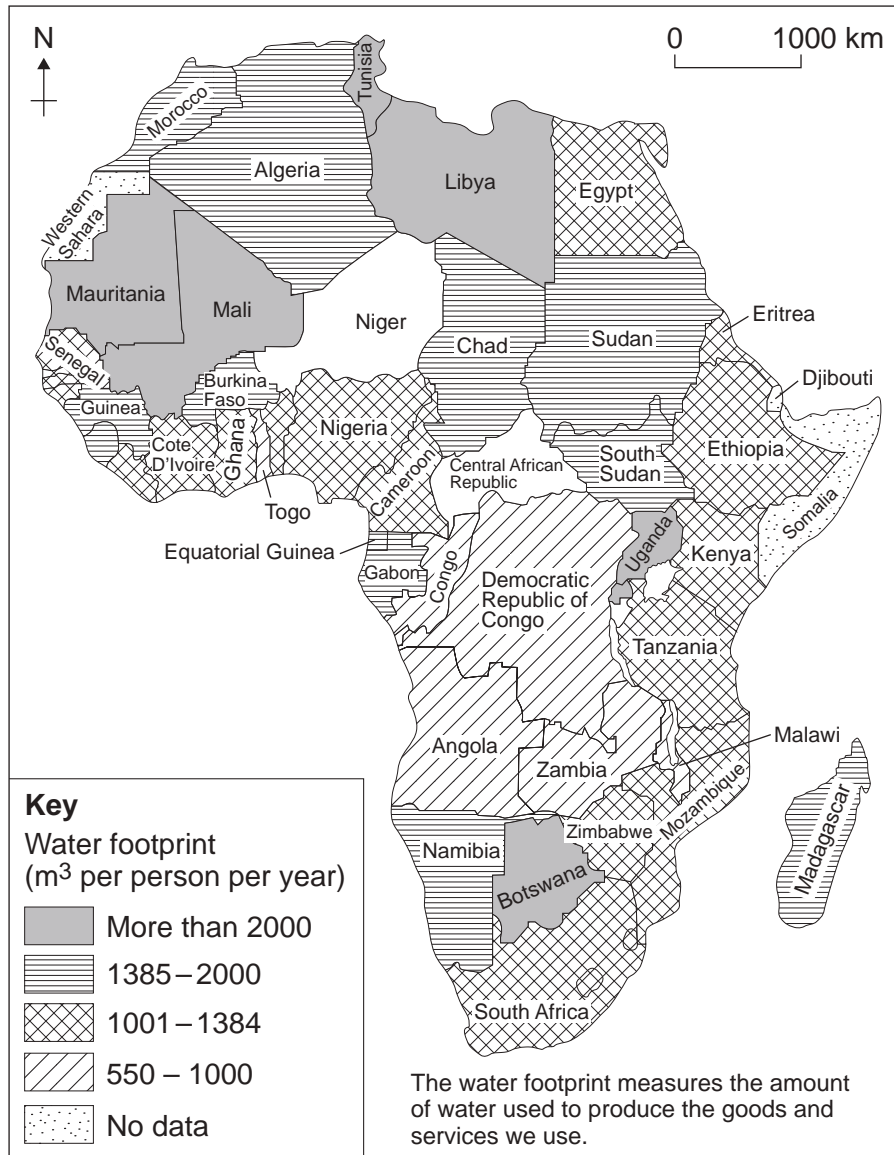 N
0 1000 km
Tunisia
Morocco
Algeria
Libya
Egypt
Western
Sahara
Mauritania
Mali
Niger
Chad
Sudan
Eritrea
Senegal
Burkina
Faso
Djibouti
Guinea
Nigeria
Cote
D'Ivoire
Ghana
Cameroon
Central African
Republic
South
Sudan
Ethiopia
Somalia
Togo
Equatorial Guinea
Uganda
Kenya
Gabon
Congo
Democratic
Republic of
Congo
Tanzania
Angola
Zambia
Malawi
Mozambique
Madagascar
Zimbabwe
Namibia
Botswana
South Africa
Key
Water footprint
(m³ per person per year)
More than 2000
1385–2000
1001–1384
550 – 1000
No data
The water footprint measures the amount
of water used to produce the goods and
services we use.